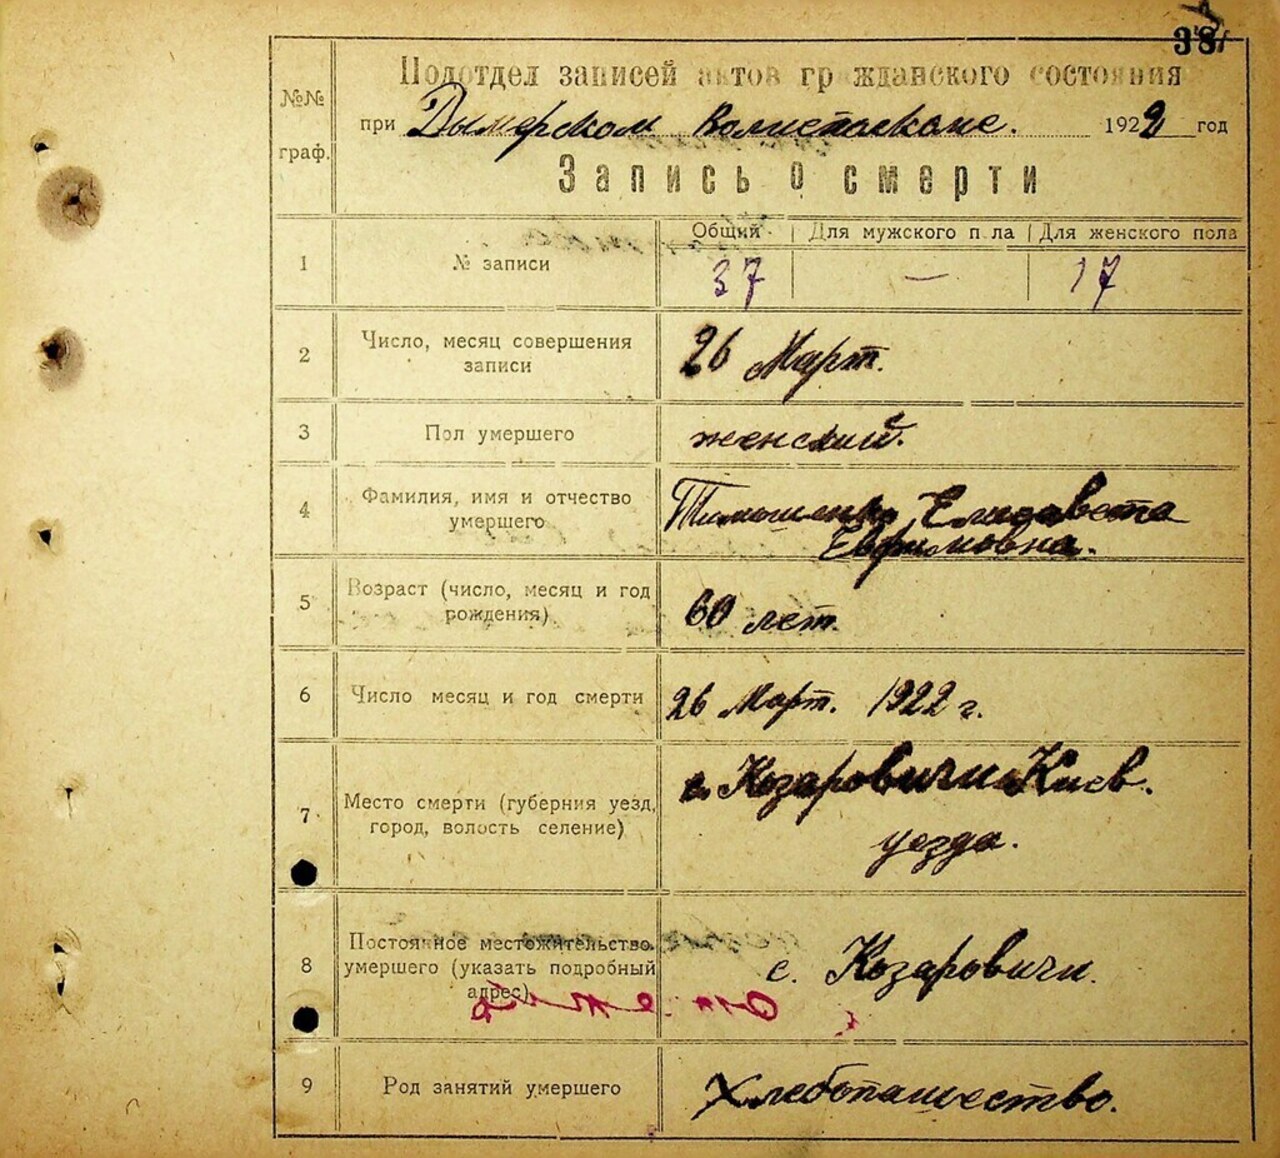 38
Подотдел записей актов гражданского состояния
№№ граф.
при Дымерском Волисполкоме. 1922 год
Запись о смерти
Общий | Для мужского пола | Для женского пола
1 № записи 37 — 17
2 Число, месяц совершения
записи
26 Март.
3 Пол умершего женский.
4 Фамилия, имя и отчество
умершего
Тимошенко Елисавета
Евфимовна.
5 Возраст (число, месяц и год
рождения)
60 лет.
6 Число месяц и год смерти 26 Март. 1922 г.
7 Место смерти (губерния уезд,
город, волость селение)
с. Козаровичи Киев.
уезда.
8 Постоянное местожительство
умершего (указать подробный
адрес)
с. Козаровичи.
9 Род занятий умершего Хлебопашество.